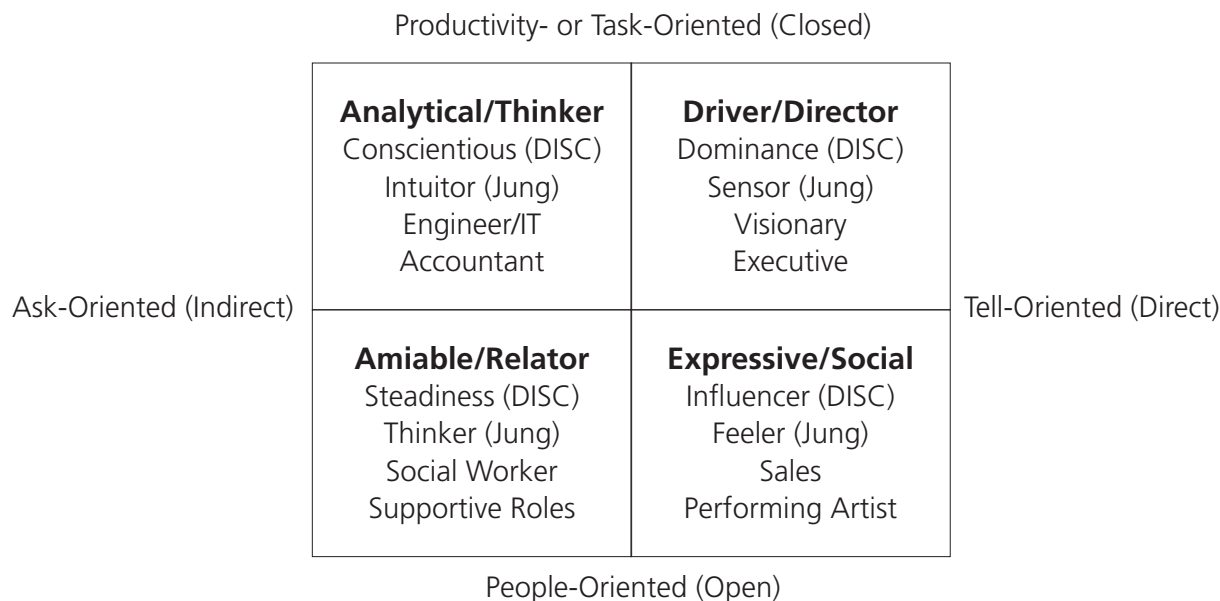 Productivity- or Task-Oriented (Closed)
Analytical/Thinker
Conscientious (DISC)
Intuitor (Jung)
Engineer/IT
Accountant
Driver/Director
Dominance (DISC)
Sensor (Jung)
Visionary
Executive
Ask-Oriented (Indirect)
Tell-Oriented (Direct)
Amiable/Relator
Steadiness (DISC)
Thinker (Jung)
Social Worker
Supportive Roles
Expressive/Social
Influencer (DISC)
Feeler (Jung)
Sales
Performing Artist
People-Oriented (Open)